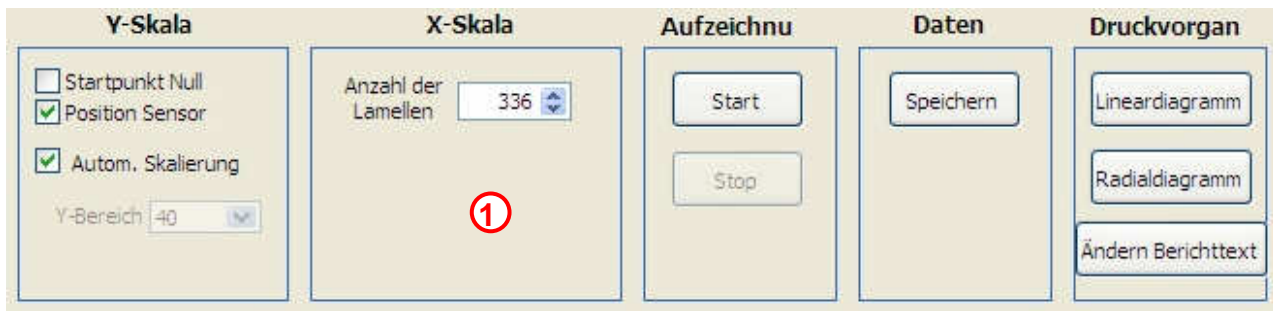 Y-Skala
Startpunkt Null
Position Sensor
Autom. Skalierung
Y-Bereich 40
X-Skala
Anzahl der
Lamellen
336
1
Aufzeichnu
Start
Stop
Daten
Speichern
Druckvorgan
Lineardiagramm
Radialdiagramm
Ändern Berichttext